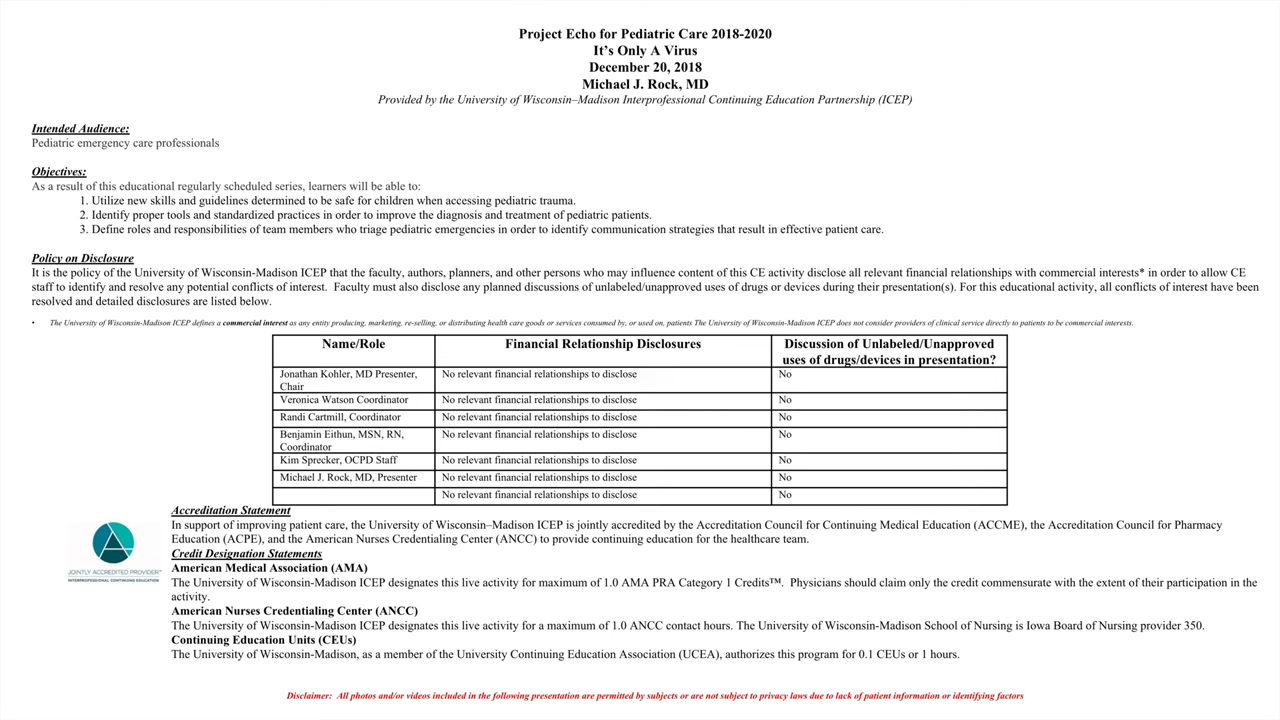 Project Echo for Pediatric Care 2018-2020
It's Only A Virus
December 20, 2018
Michael J. Rock, MD
Provided by the University of Wisconsin–Madison Interprofessional Continuing Education Partnership (ICEP)
Intended Audience:
Pediatric emergency care professionals
Objectives:
As a result of this educational regularly scheduled series, learners will be able to:
1. Utilize new skills and guidelines determined to be safe for children when accessing pediatric trauma.
2. Identify proper tools and standardized practices in order to improve the diagnosis and treatment of pediatric patients.
3. Define roles and responsibilities of team members who triage pediatric emergencies in order to identify communication strategies that result in effective patient care.
Policy on Disclosure
It is the policy of the University of Wisconsin-Madison ICEP that the faculty, authors, planners, and other persons who may influence content of this CE activity disclose all relevant financial relationships with commercial interests* in order to allow CE
staff to identify and resolve any potential conflicts of interest. Faculty must also disclose any planned discussions of unlabeled/unapproved uses of drugs or devices during their presentation(s). For this educational activity, all conflicts of interest have been
resolved and detailed disclosures are listed below.
• The University of Wisconsin-Madison ICEP defines a commercial interest as any entity producing, marketing, re-selling, or distributing health care goods or services consumed by, or used on, patients The University of Wisconsin-Madison ICEP does not consider providers of clinical service directly to patients to be commercial interests.
Name/Role Financial Relationship Disclosures Discussion of Unlabeled/Unapproved
uses of drugs/devices in presentation?
Jonathan Kohler, MD Presenter, No relevant financial relationships to disclose No
Chair
Veronica Watson Coordinator No relevant financial relationships to disclose No
Randi Cartmill, Coordinator No relevant financial relationships to disclose No
Benjamin Eithun, MSN, RN, No relevant financial relationships to disclose No
Coordinator
Kim Sprecker, OCPD Staff No relevant financial relationships to disclose No
Michael J. Rock, MD, Presenter No relevant financial relationships to disclose No
No relevant financial relationships to disclose No
Accreditation Statement
In support of improving patient care, the University of Wisconsin–Madison ICEP is jointly accredited by the Accreditation Council for Continuing Medical Education (ACCME), the Accreditation Council for Pharmacy
Education (ACPE), and the American Nurses Credentialing Center (ANCC) to provide continuing education for the healthcare team.
JOINTLY ACCREDITED PROVIDER™
INTERPROFESSIONAL CONTINUING EDUCATION
Credit Designation Statements
American Medical Association (AMA)
The University of Wisconsin-Madison ICEP designates this live activity for maximum of 1.0 AMA PRA Category 1 Credits™. Physicians should claim only the credit commensurate with the extent of their participation in the
activity.
American Nurses Credentialing Center (ANCC)
The University of Wisconsin-Madison ICEP designates this live activity for a maximum of 1.0 ANCC contact hours. The University of Wisconsin-Madison School of Nursing is Iowa Board of Nursing provider 350.
Continuing Education Units (CEUs)
The University of Wisconsin-Madison, as a member of the University Continuing Education Association (UCEA), authorizes this program for 0.1 CEUs or 1 hours.
Disclaimer: All photos and/or videos included in the following presentation are permitted by subjects or are not subject to privacy laws due to lack of patient information or identifying factors